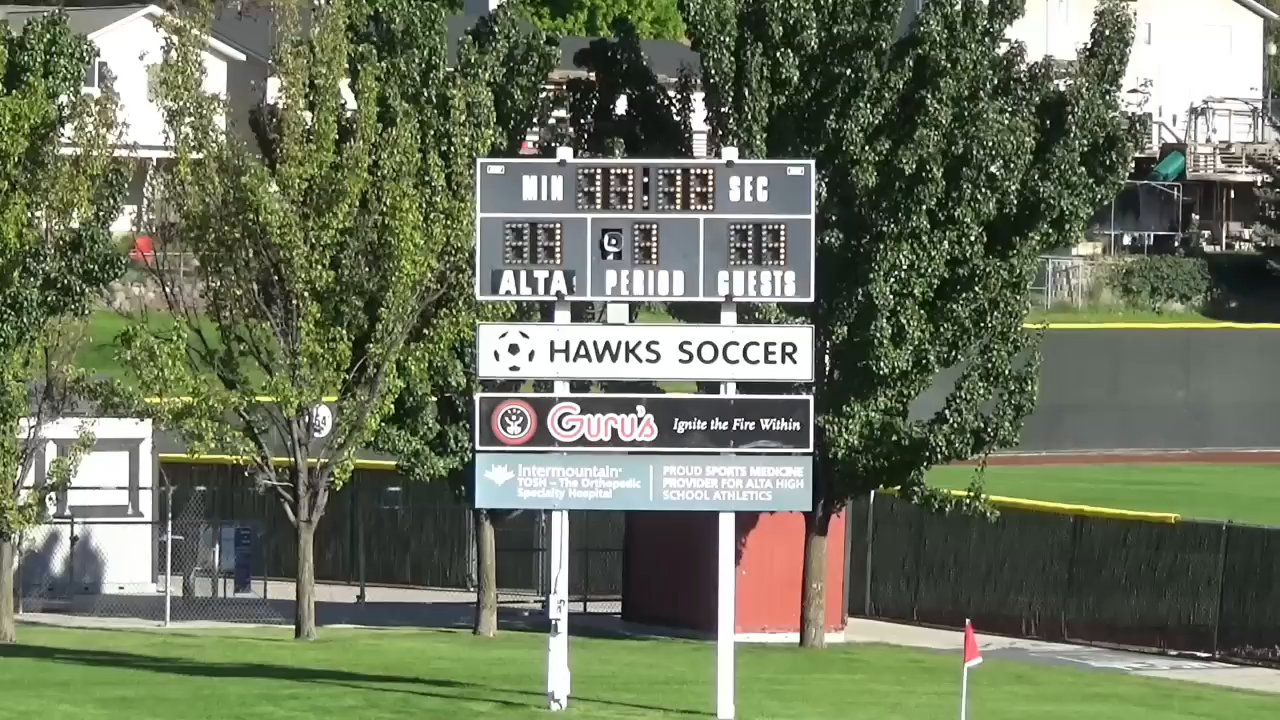 MIN SEC
ALTA PERIOD GUESTS
HAWKS SOCCER
Guru's Ignite the Fire Within
Intermountain
TOSH – The Orthopedic
Specialty Hospital
PROUD SPORTS MEDICINE
PROVIDER FOR ALTA HIGH
SCHOOL ATHLETICS